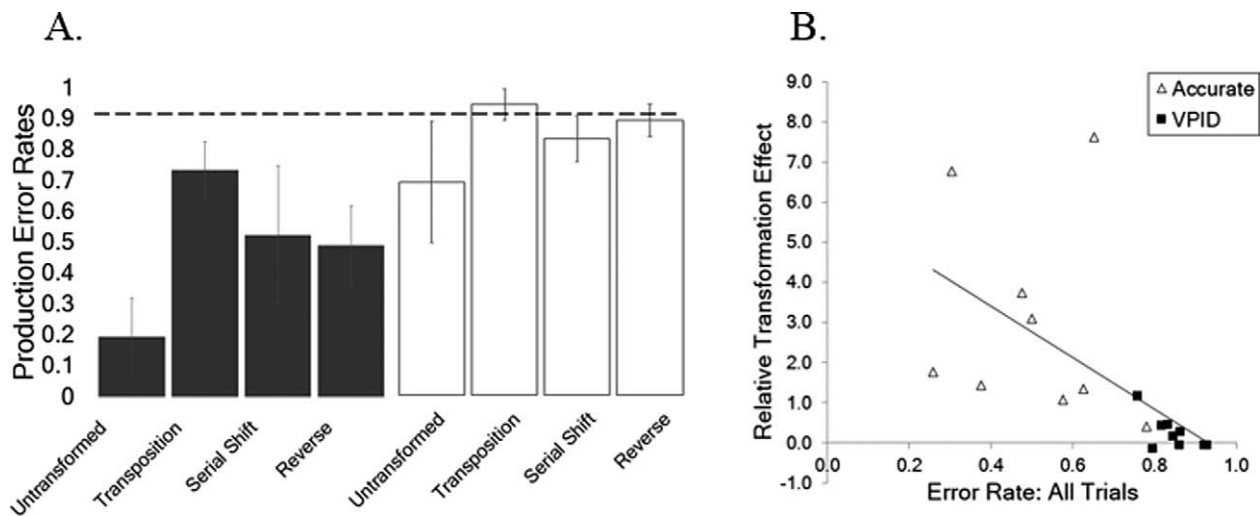 A.
Production Error Rates
1
0.9
0.8
0.7
0.6
0.5
0.4
0.3
0.2
0.1
0
Untransformed
Transposition
Serial Shift
Reverse
Untransformed
Transposition
Serial Shift
Reverse
B.
Relative Transformation Effect
9.0
8.0
7.0
6.0
5.0
4.0
3.0
2.0
1.0
0.0
-1.0
0.0
0.2
0.4
0.6
0.8
1.0
Error Rate: All Trials
Accurate
VPID